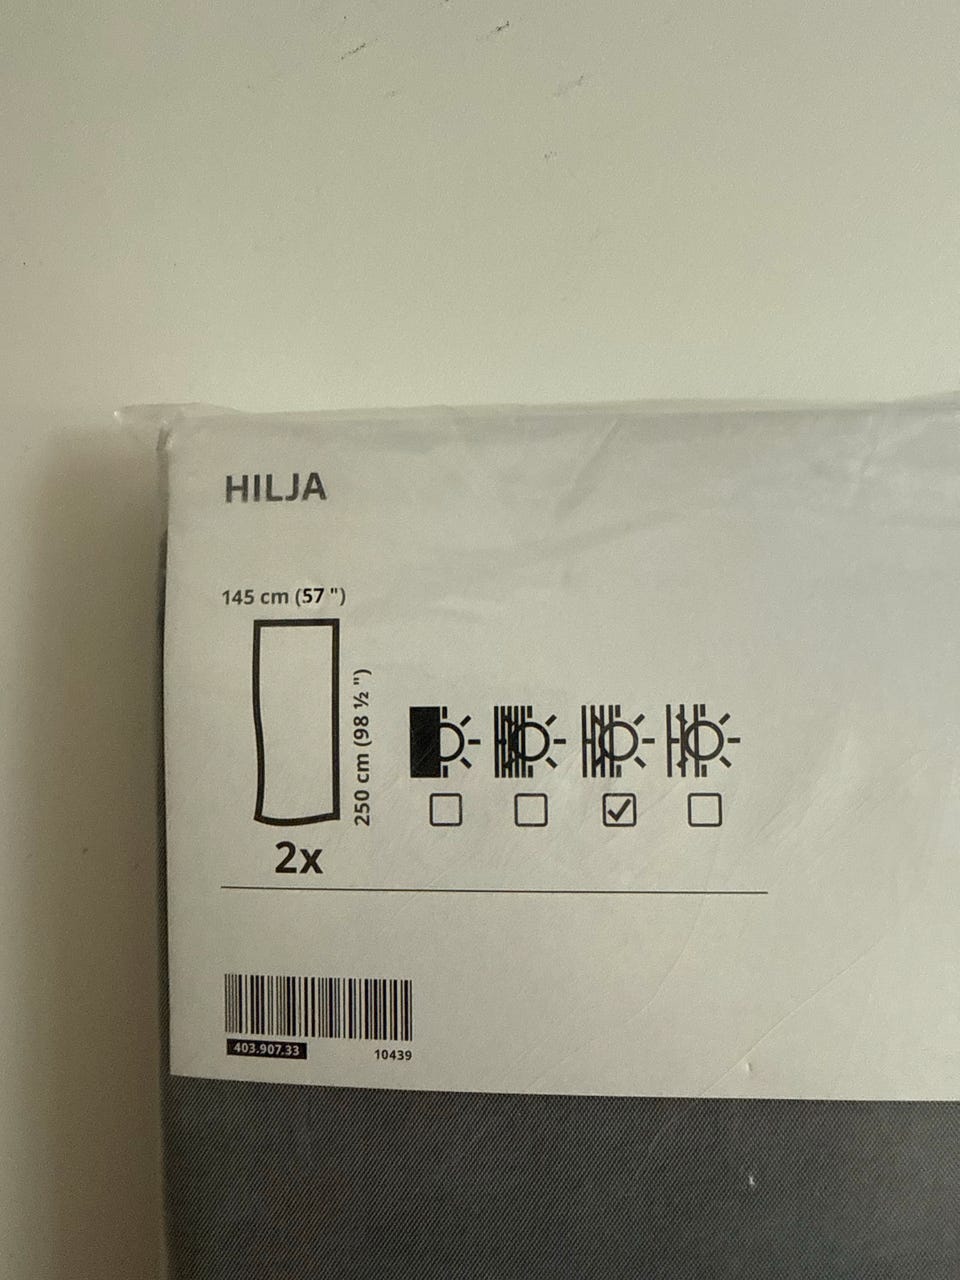 HILJA
145 cm (57 ")
250 cm (98 ½ ")
2x
403.907.33
10439